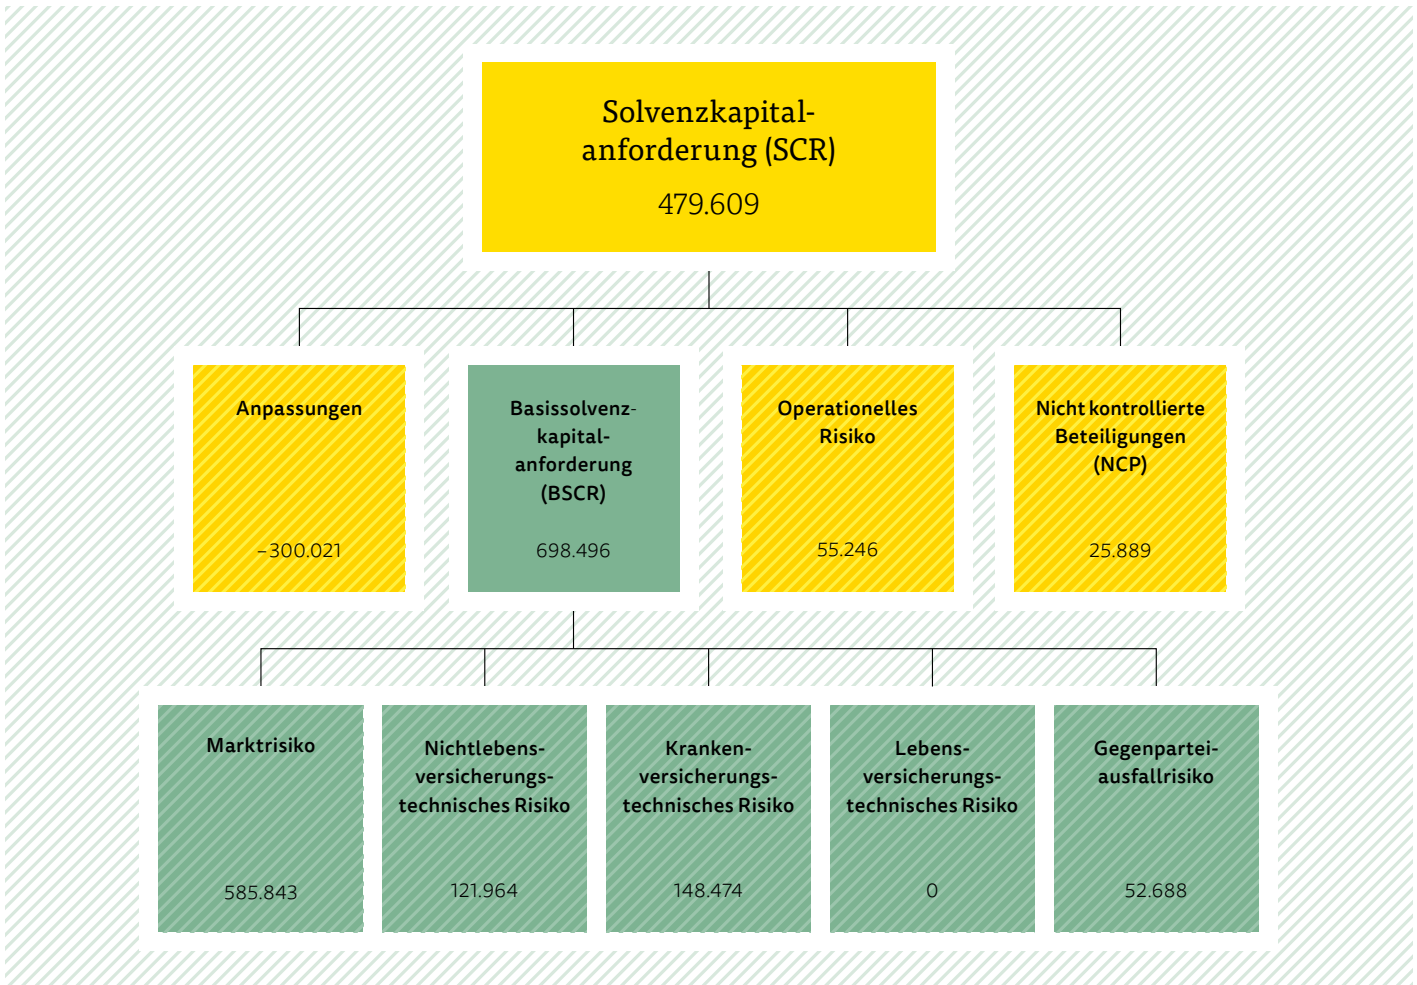 Solvenzkapital-
anforderung (SCR)
479.609
Anpassungen
–300.021
Basissolvenz-
kapital-
anforderung
(BSCR)
698.496
Operationelles
Risiko
55.246
Nicht kontrollierte
Beteiligungen
(NCP)
25.889
Marktrisiko
585.843
Nichtlebens-
versicherungs-
technisches Risiko
121.964
Kranken-
versicherungs-
technisches Risiko
148.474
Lebens-
versicherungs-
technisches Risiko
0
Gegenpartei-
ausfallrisiko
52.688